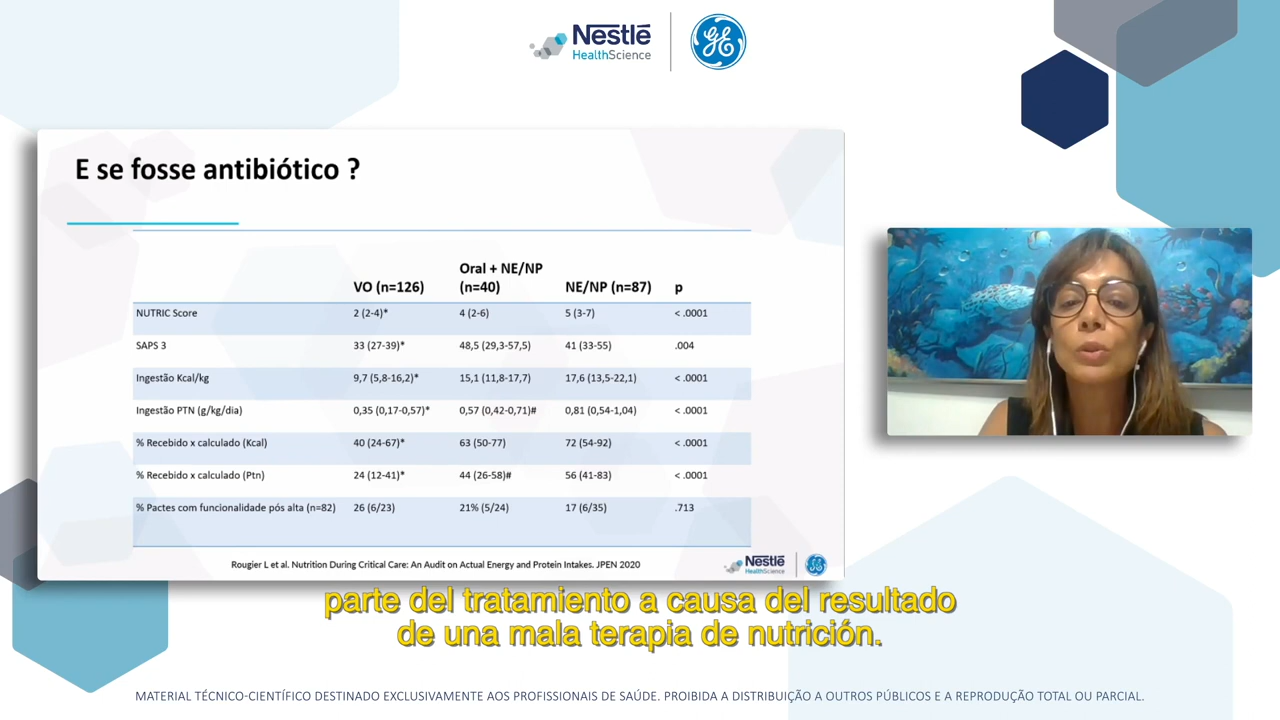 Nestlé
HealthScience
GE
E se fosse antibiótico ?
VO (n=126) Oral + NE/NP (n=40) NE/NP (n=87) p
NUTRIC Score 2 (2-4)* 4 (2-6) 5 (3-7) < .0001
SAPS 3 33 (27-39)* 48,5 (29,3-57,5) 41 (33-55) .004
Ingestão Kcal/kg 9,7 (5,8-16,2)* 15,1 (11,8-17,7) 17,6 (13,5-22,1) < .0001
Ingestão PTN (g/kg/dia) 0,35 (0,17-0,57)* 0,57 (0,42-0,71)# 0,81 (0,54-1,04) < .0001
% Recebido x calculado (Kcal) 40 (24-67)* 63 (50-77) 72 (54-92) < .0001
% Recebido x calculado (Ptn) 24 (12-41)* 44 (26-58)# 56 (41-83) < .0001
% Pactes com funcionalidade pós alta (n=82) 26 (6/23) 21% (5/24) 17 (6/35) .713
Rougier L et al. Nutrition During Critical Care: An Audit on Actual Energy and Protein Intakes. JPEN 2020
Nestlé
HealthScience
GE
parte del tratamiento a causa del resultado
de una mala terapia de nutrición.
MATERIAL TÉCNICO-CIENTÍFICO DESTINADO EXCLUSIVAMENTE AOS PROFISSIONAIS DE SAÚDE. PROIBIDA A DISTRIBUIÇÃO A OUTROS PÚBLICOS E A REPRODUÇÃO TOTAL OU PARCIAL.